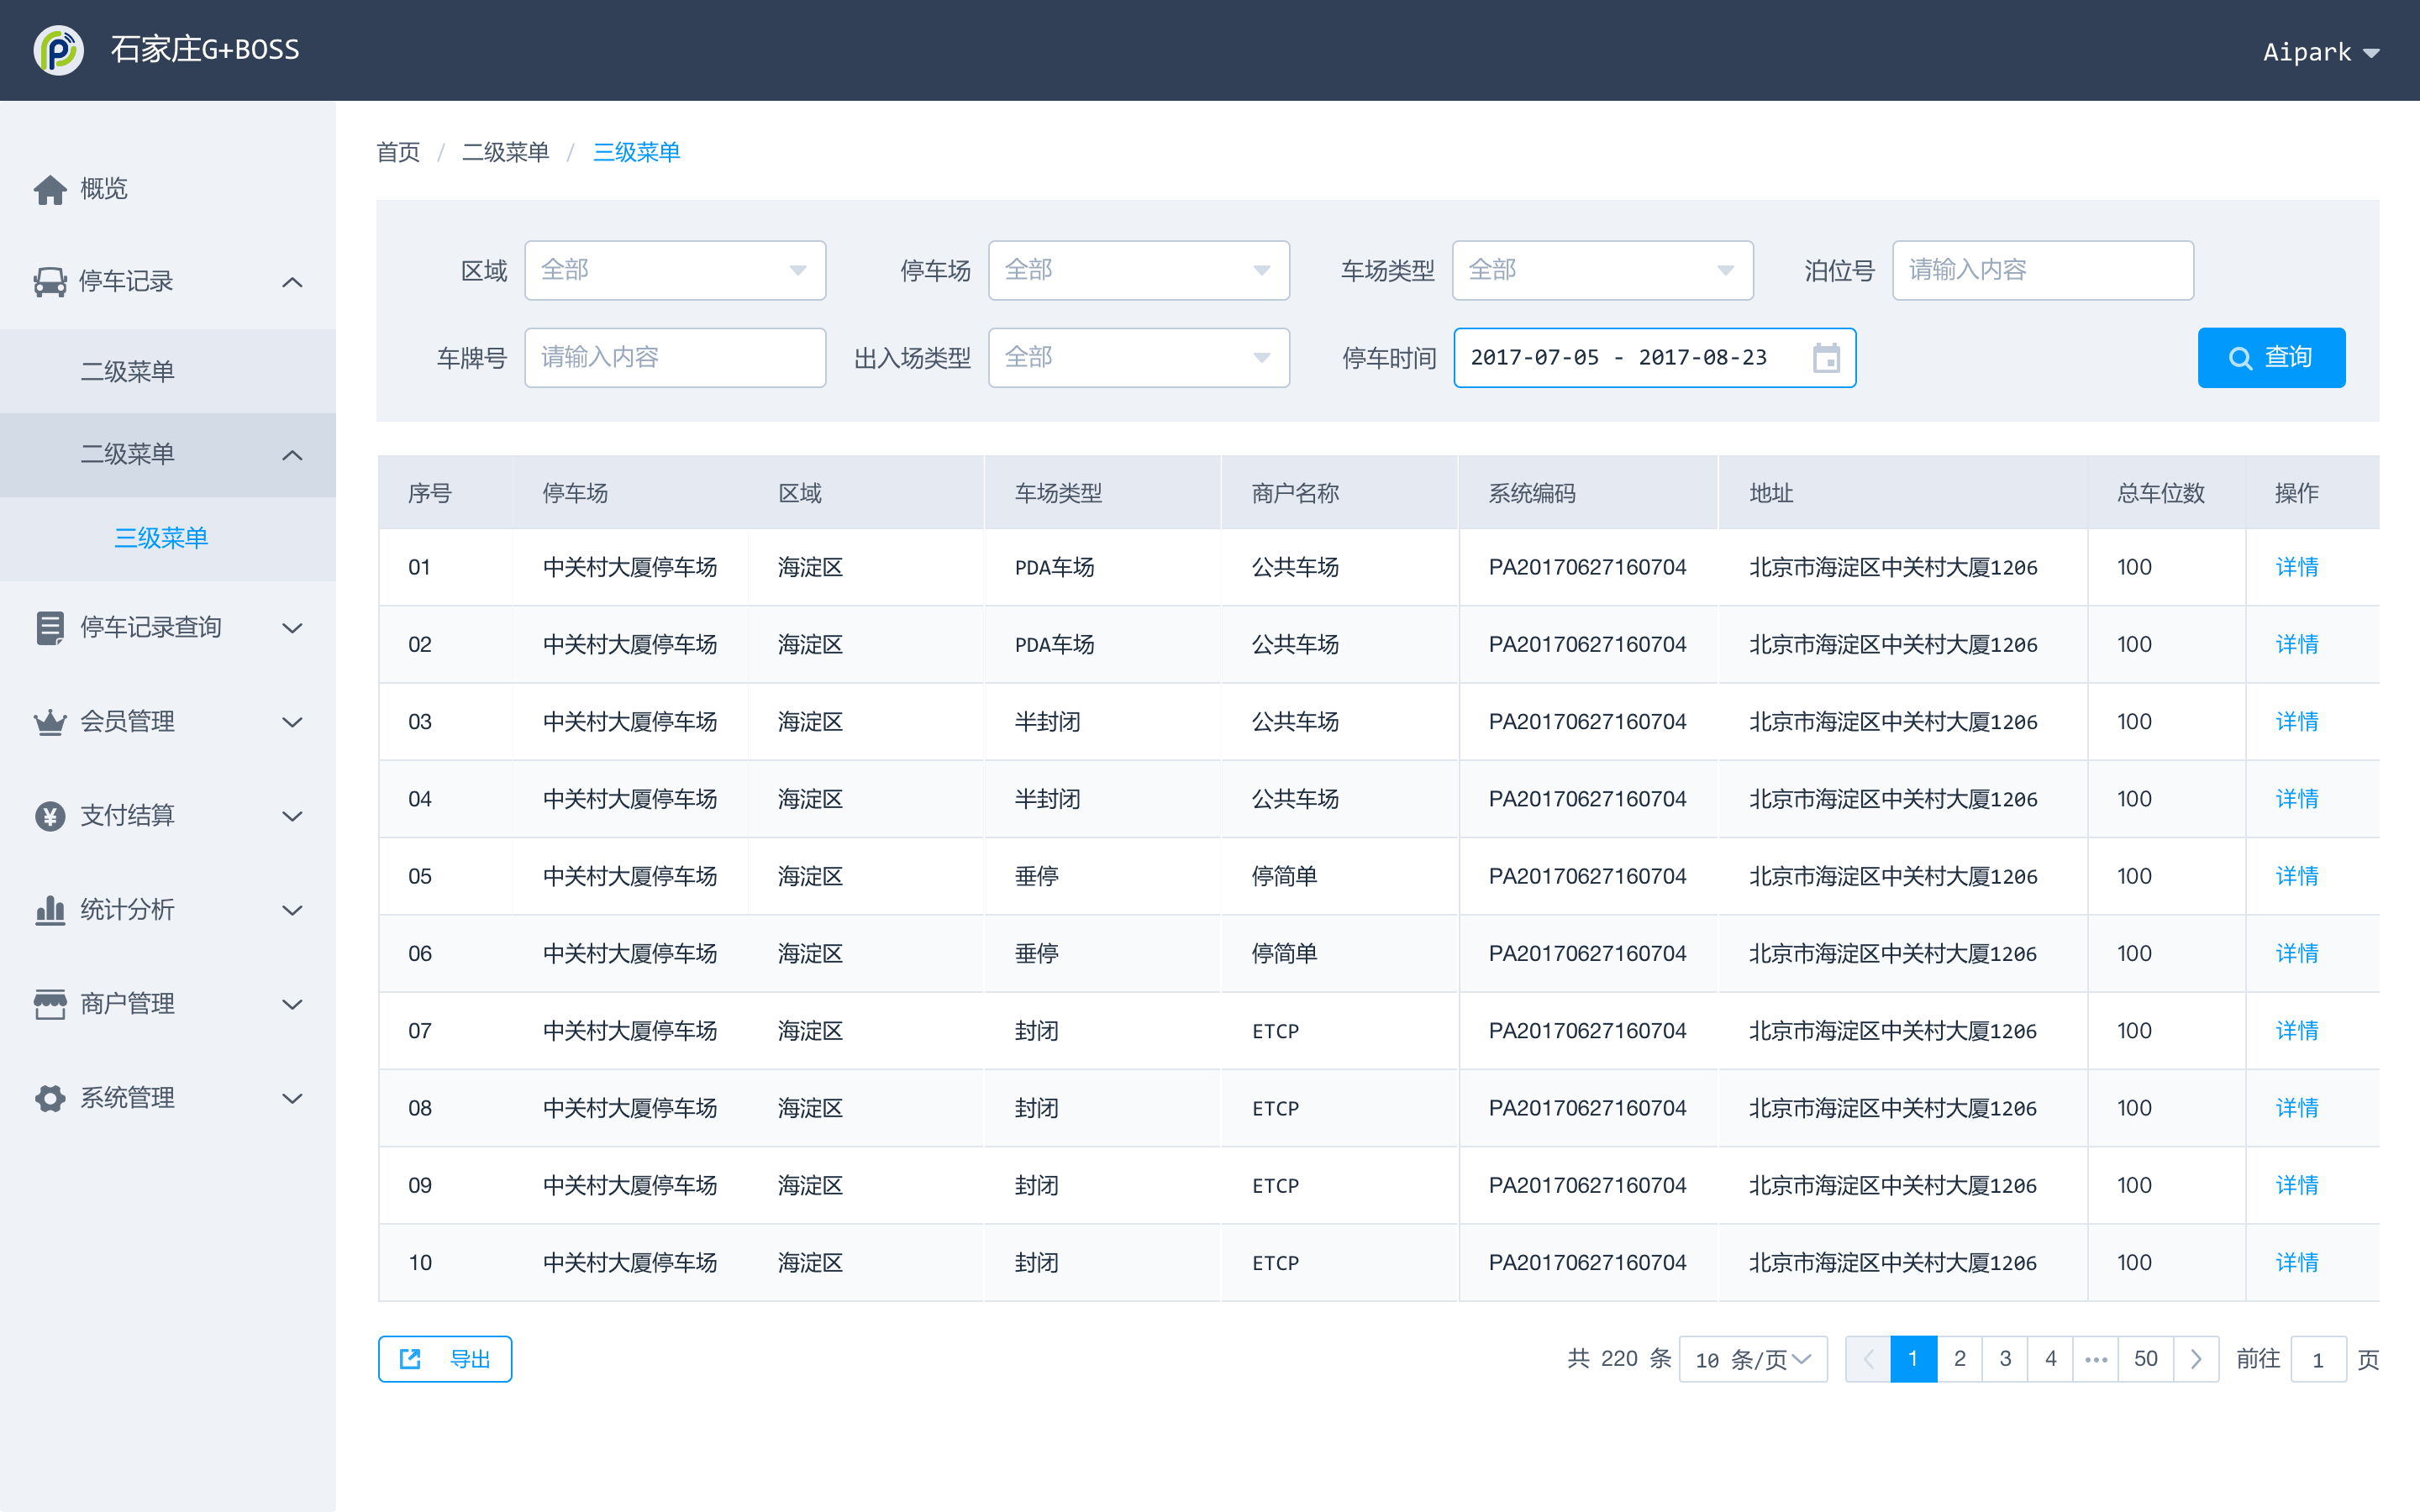 石家庄G+BOSS
Aipark
概览
停车记录
二级菜单
二级菜单
三级菜单
停车记录查询
会员管理
支付结算
统计分析
商户管理
系统管理
首页 / 二级菜单 / 三级菜单
区域 全部 停车场 全部 车场类型 全部 泊位号 请输入内容
车牌号 请输入内容 出入场类型 全部 停车时间 2017-07-05 - 2017-08-23 查询
序号 停车场 区域 车场类型 商户名称 系统编码 地址 总车位数 操作
01 中关村大厦停车场 海淀区 PDA车场 公共车场 PA20170627160704 北京市海淀区中关村大厦1206 100 详情
02 中关村大厦停车场 海淀区 PDA车场 公共车场 PA20170627160704 北京市海淀区中关村大厦1206 100 详情
03 中关村大厦停车场 海淀区 半封闭 公共车场 PA20170627160704 北京市海淀区中关村大厦1206 100 详情
04 中关村大厦停车场 海淀区 半封闭 公共车场 PA20170627160704 北京市海淀区中关村大厦1206 100 详情
05 中关村大厦停车场 海淀区 垂停 停简单 PA20170627160704 北京市海淀区中关村大厦1206 100 详情
06 中关村大厦停车场 海淀区 垂停 停简单 PA20170627160704 北京市海淀区中关村大厦1206 100 详情
07 中关村大厦停车场 海淀区 封闭 ETCP PA20170627160704 北京市海淀区中关村大厦1206 100 详情
08 中关村大厦停车场 海淀区 封闭 ETCP PA20170627160704 北京市海淀区中关村大厦1206 100 详情
09 中关村大厦停车场 海淀区 封闭 ETCP PA20170627160704 北京市海淀区中关村大厦1206 100 详情
10 中关村大厦停车场 海淀区 封闭 ETCP PA20170627160704 北京市海淀区中关村大厦1206 100 详情
导出 共 220 条 10 条/页 1 2 3 4 ••• 50 前往 1 页